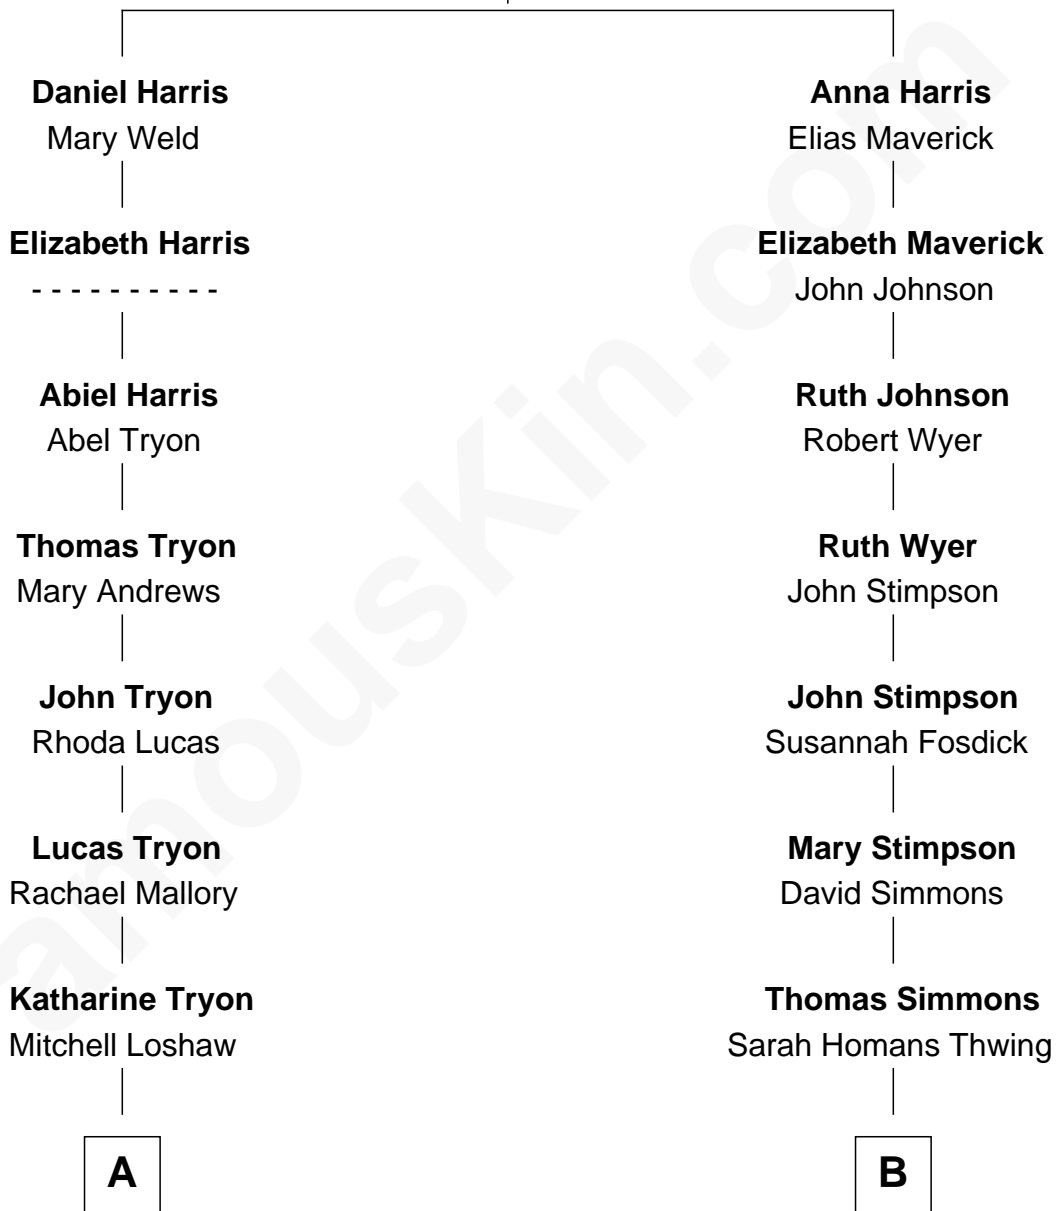 Daniel Harris
Mary Weld
Anna Harris
Elias Maverick
Elizabeth Harris
- - - - - - - - - -
Elizabeth Maverick
John Johnson
Abiel Harris
Abel Tryon
Ruth Johnson
Robert Wyer
Thomas Tryon
Mary Andrews
Ruth Wyer
John Stimpson
John Tryon
Rhoda Lucas
John Stimpson
Susannah Fosdick
Lucas Tryon
Rachael Mallory
Mary Stimpson
David Simmons
Katharine Tryon
Mitchell Loshaw
Thomas Simmons
Sarah Homans Thwing
A
B
amousKin.com